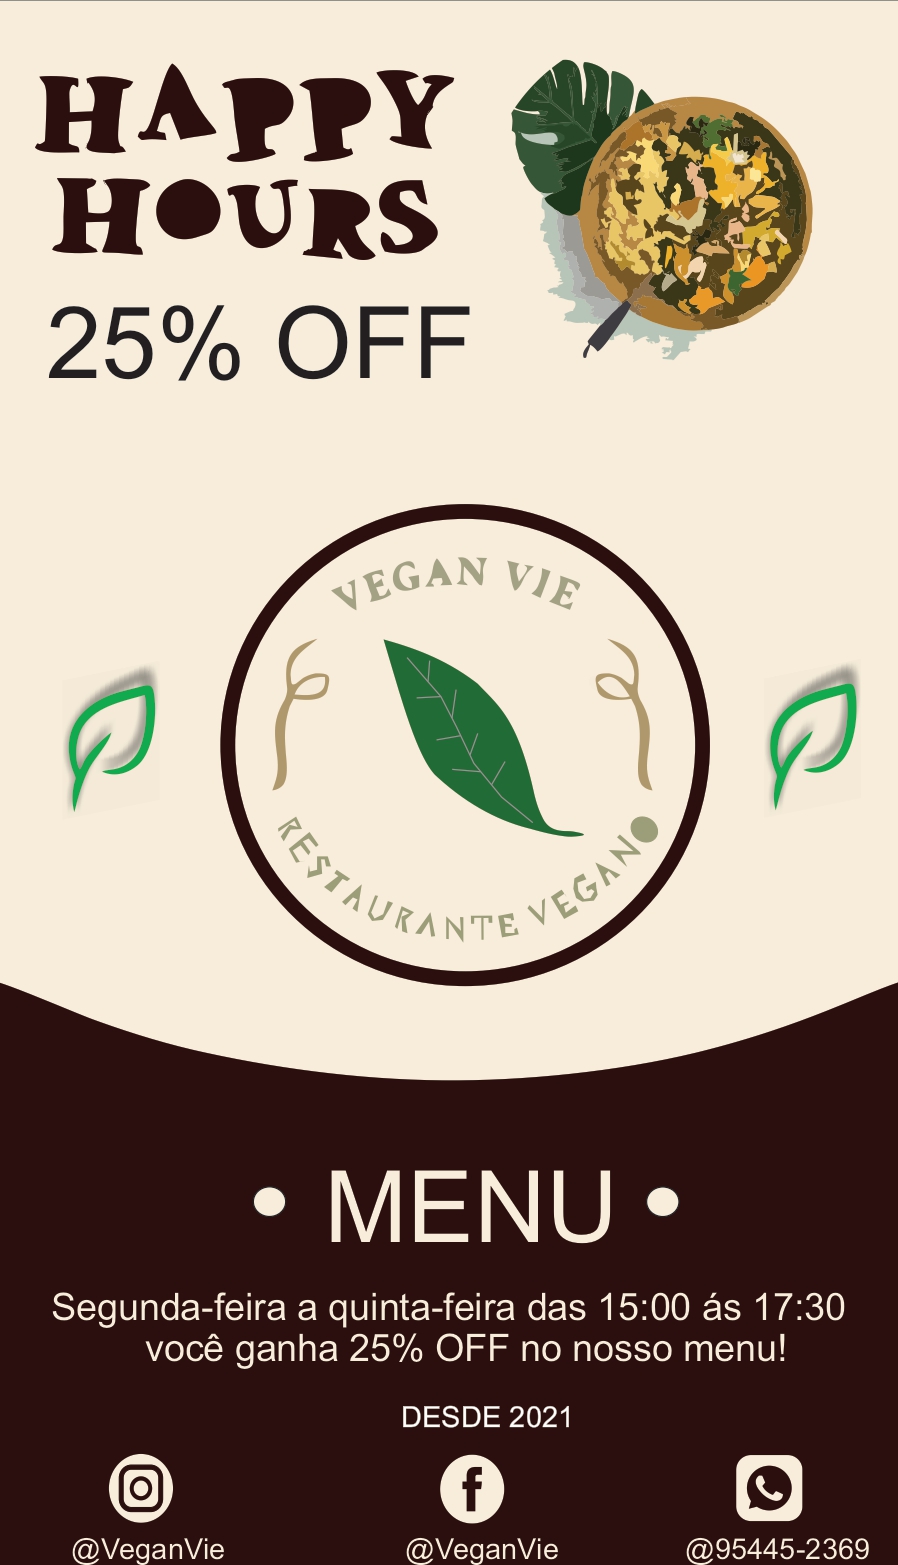 HAPPY
HOURS
25% OFF
VEGAN VIE
RESTAURANTE VEGANO
• MENU •
Segunda-feira a quinta-feira das 15:00 ás 17:30
você ganha 25% OFF no nosso menu!
DESDE 2021
@VeganVie @VeganVie @95445-2369